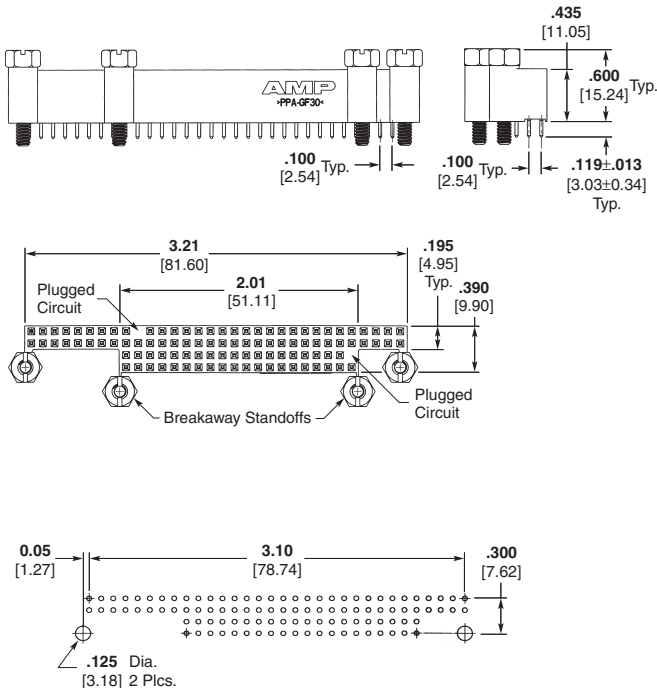 .435
[11.05]
.600
[15.24] Typ.
AMP
>PPA-GF30<
.100
[2.54] Typ.
.100
[2.54] Typ.
.119±.013
[3.03±0.34]
Typ.
3.21
[81.60]
.195
[4.95]
Typ.
2.01
[51.11]
.390
[9.90]
Plugged
Circuit
Plugged
Circuit
Breakaway Standoffs
0.05
[1.27]
3.10
[78.74]
.300
[7.62]
.125 Dia.
[3.18] 2 Plcs.